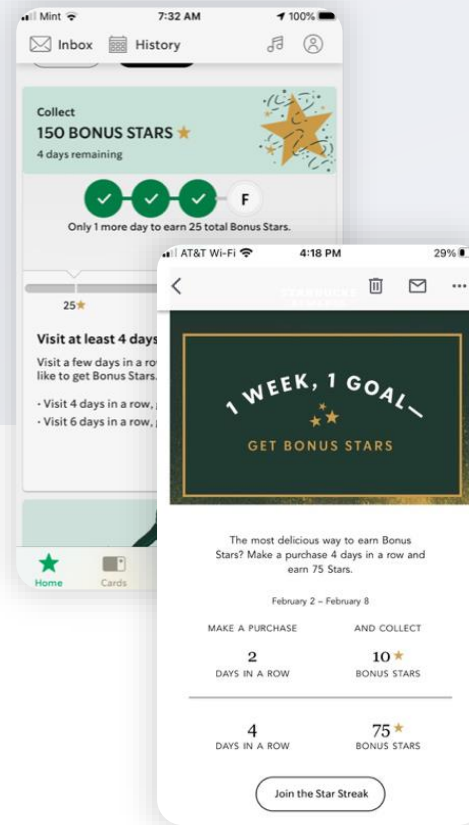 Mint
7:32 AM
100%
Inbox
History
Collect
150 BONUS STARS
4 days remaining
F
Only 1 more day to earn 25 total Bonus Stars.
25
Visit at least 4 days
Visit a few days in a
like to get Bonus Stars.
- Visit 4 days in a row,
- Visit 6 days in a row,
Home
Cards
AT&T Wi-Fi
4:18 PM
29%
1 WEEK, 1 GOAL—
GET BONUS STARS
The most delicious way to earn Bonus
Stars? Make a purchase 4 days in a row and
earn 75 Stars.
February 2 – February 8
MAKE A PURCHASE AND COLLECT
2 10
DAYS IN A ROW BONUS STARS
4 75
DAYS IN A ROW BONUS STARS
Join the Star Streak